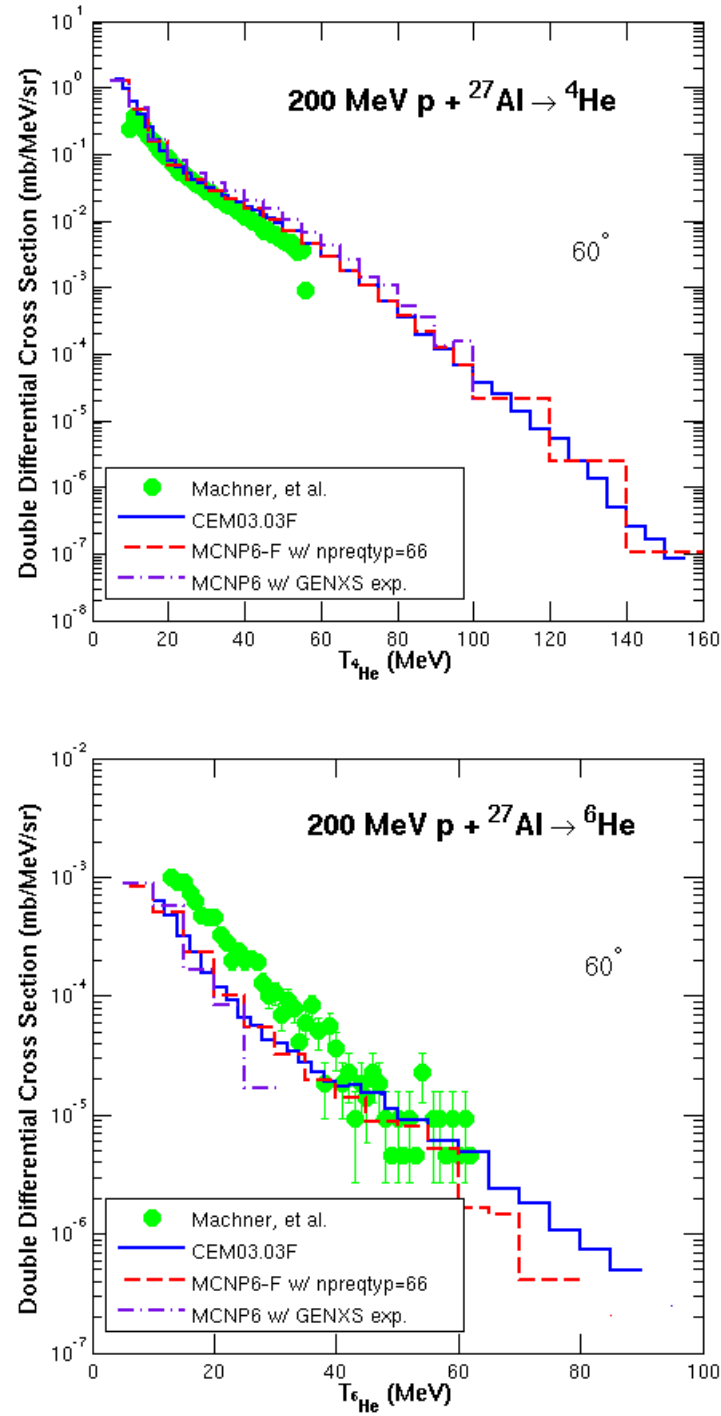 10¹
10⁰
10⁻¹
10⁻²
10⁻³
10⁻⁴
10⁻⁵
10⁻⁶
10⁻⁷
10⁻⁸
Double Differential Cross Section (mb/MeV/sr)
200 MeV p + ²⁷Al → ⁴He
60°
Machner, et al.
CEM03.03F
MCNP6-F w/ npreqtyp=66
MCNP6 w/ GENXS exp.
0 20 40 60 80 100 120 140 160
T⁴He (MeV)
10⁻²
10⁻³
10⁻⁴
10⁻⁵
10⁻⁶
10⁻⁷
Double Differential Cross Section (mb/MeV/sr)
200 MeV p + ²⁷Al → ⁶He
60°
Machner, et al.
CEM03.03F
MCNP6-F w/ npreqtyp=66
MCNP6 w/ GENXS exp.
0 20 40 60 80 100
T⁶He (MeV)